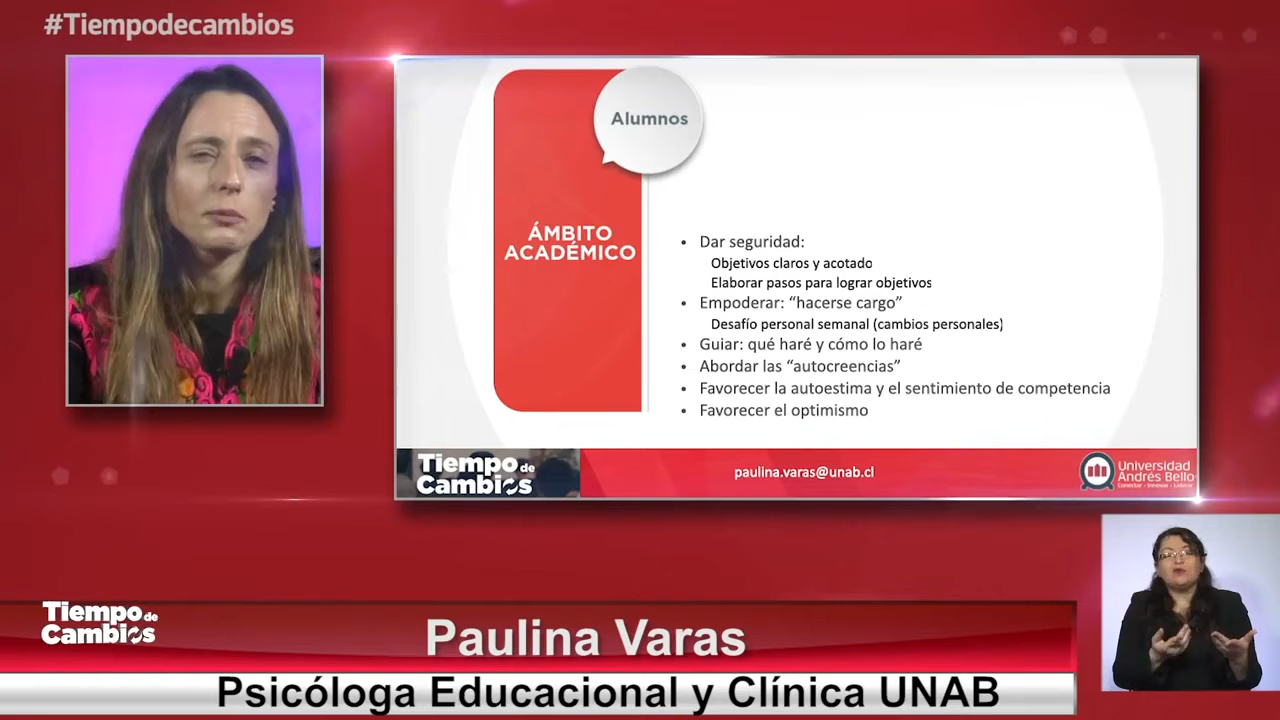 #Tiempodecambios
Alumnos
ÁMBITO
ACADÉMICO
• Dar seguridad:
Objetivos claros y acotado
Elaborar pasos para lograr objetivos
• Empoderar: “hacerse cargo”
Desafío personal semanal (cambios personales)
• Guiar: qué haré y cómo lo haré
• Abordar las “autocreencias”
• Favorecer la autoestima y el sentimiento de competencia
• Favorecer el optimismo
Tiempo de
Cambios
paulina.varas@unab.cl
Universidad
Andrés Bello
Conectar • Innovar • Liderar
Tiempo de
Cambios
Paulina Varas
Psicóloga Educacional y Clínica UNAB